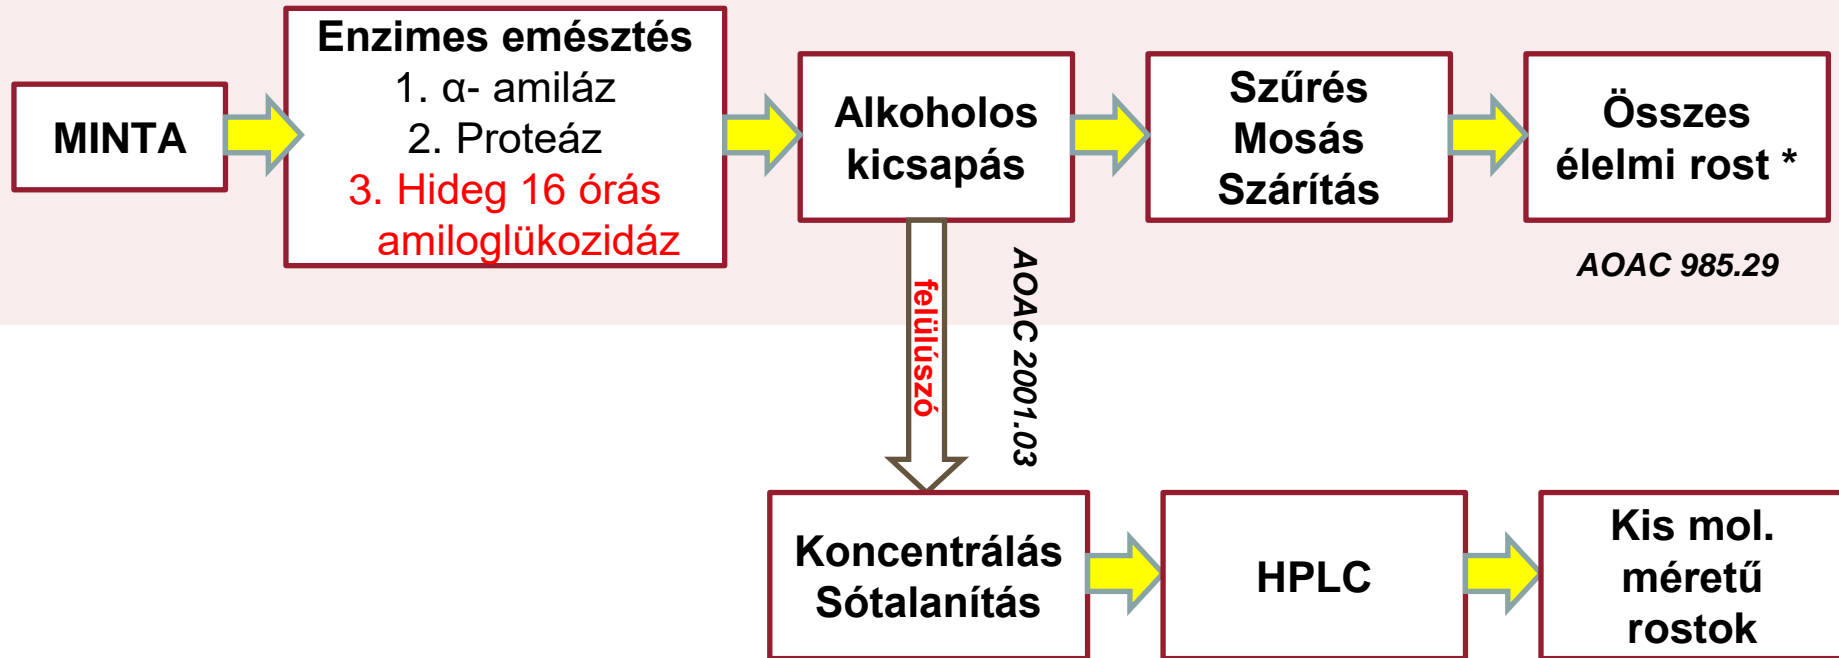 MINTA
Enzimes emésztés
1. α- amiláz
2. Proteáz
3. Hideg 16 órás
amiloglükozidáz
Alkoholos
kicsapás
Szűrés
Mosás
Szárítás
Összes
élelmi rost *
AOAC 985.29
felülúszó
AOAC 2001.03
Koncentrálás
Sótalanítás
HPLC
Kis mol.
méretű
rostok